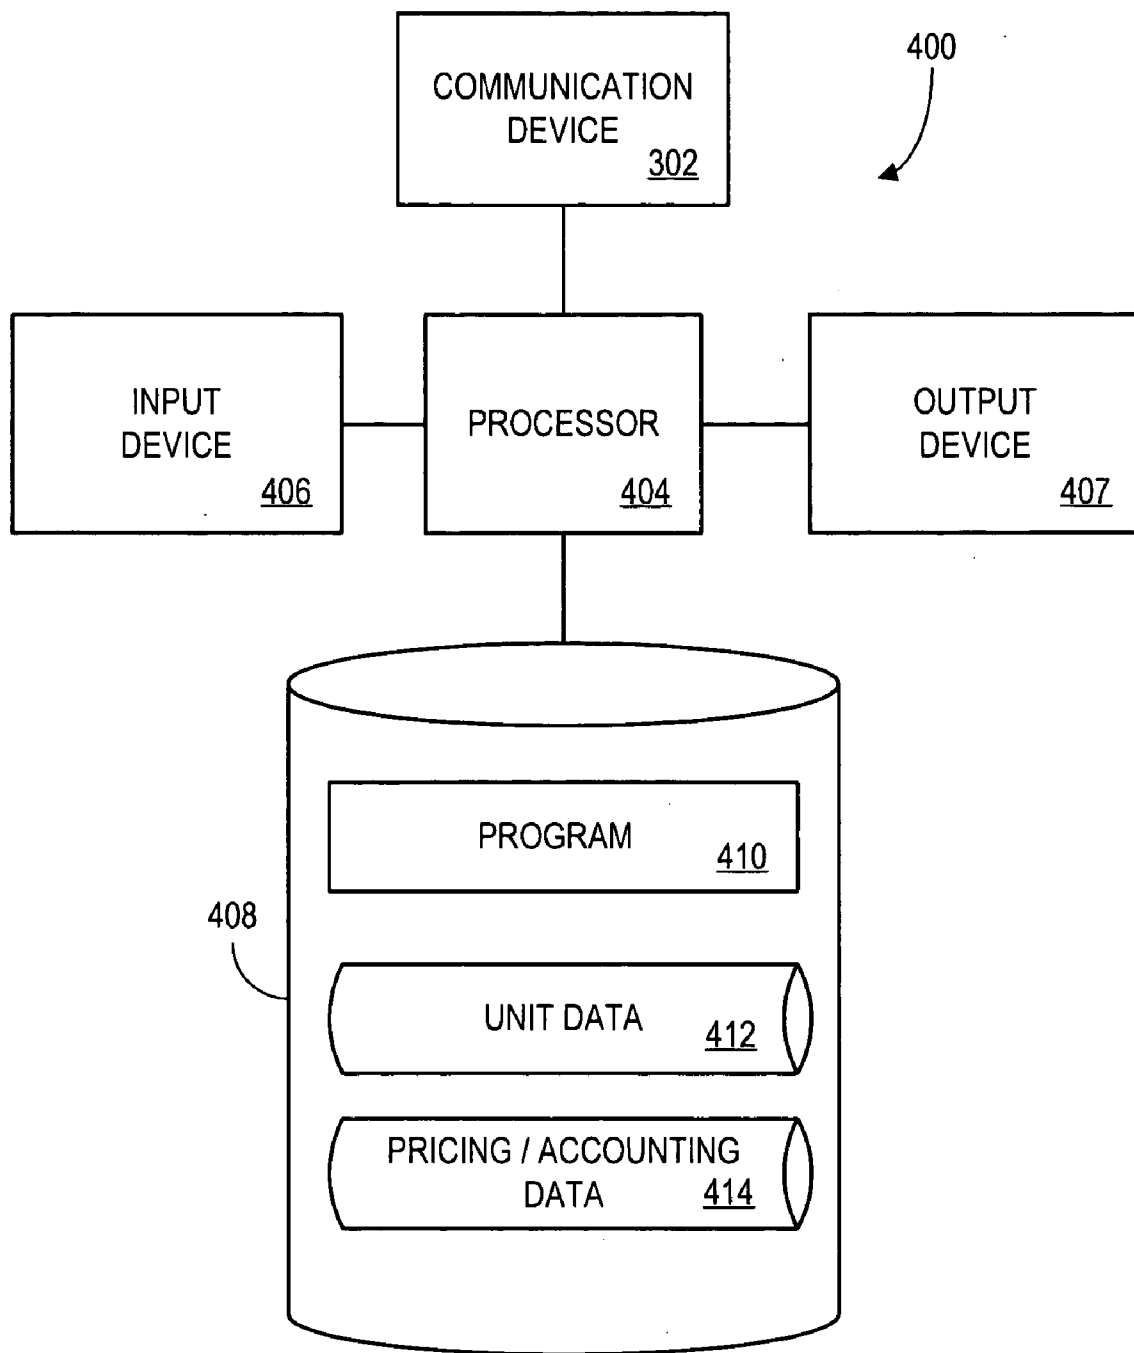 COMMUNICATION
DEVICE
302
400
INPUT
DEVICE
406
PROCESSOR
404
OUTPUT
DEVICE
407
408
PROGRAM
410
UNIT DATA
412
PRICING / ACCOUNTING
DATA
414